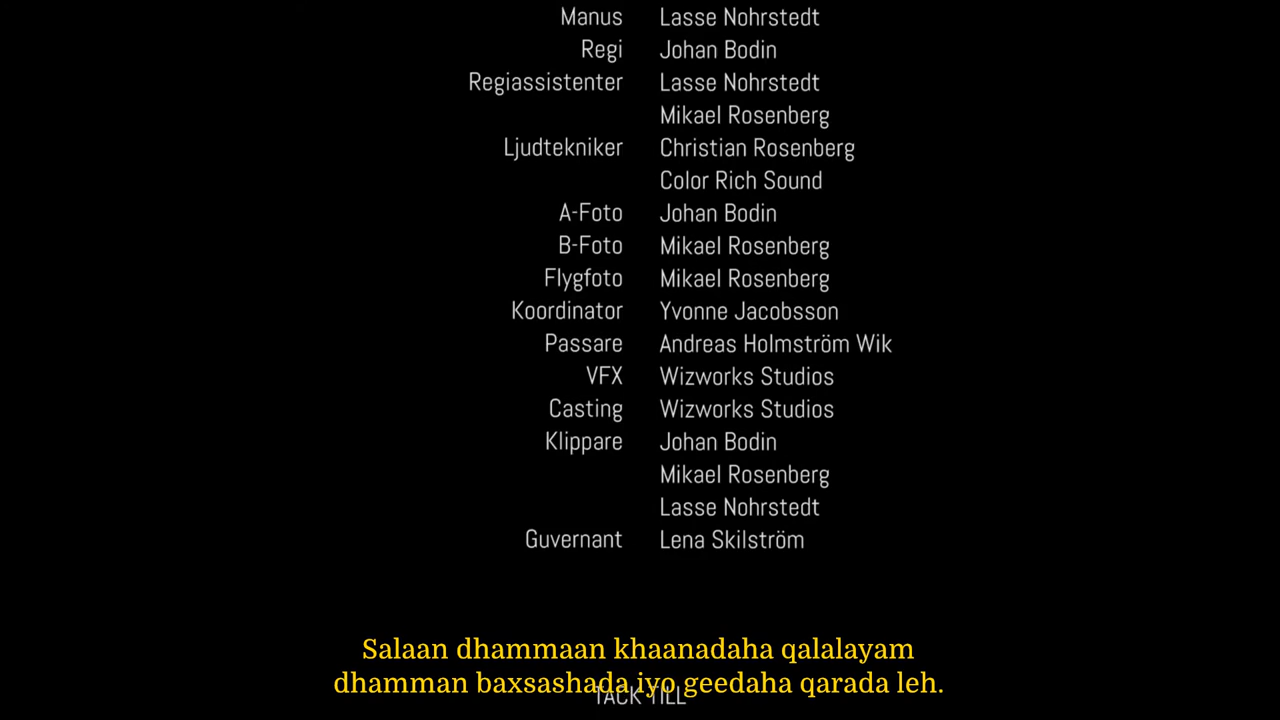 Manus Lasse Nohrstedt
Regi Johan Bodin
Regiassistenter Lasse Nohrstedt
Mikael Rosenberg
Ljudtekniker Christian Rosenberg
Color Rich Sound
A-Foto Johan Bodin
B-Foto Mikael Rosenberg
Flygfoto Mikael Rosenberg
Koordinator Yvonne Jacobsson
Passare Andreas Holmström Wik
VFX Wizworks Studios
Casting Wizworks Studios
Klippare Johan Bodin
Mikael Rosenberg
Lasse Nohrstedt
Guvernant Lena Skilström
Salaan dhammaan khaanadaha qalalayam
dhamman baxsashada iyo geedaha qarada leh.
TACK TILL